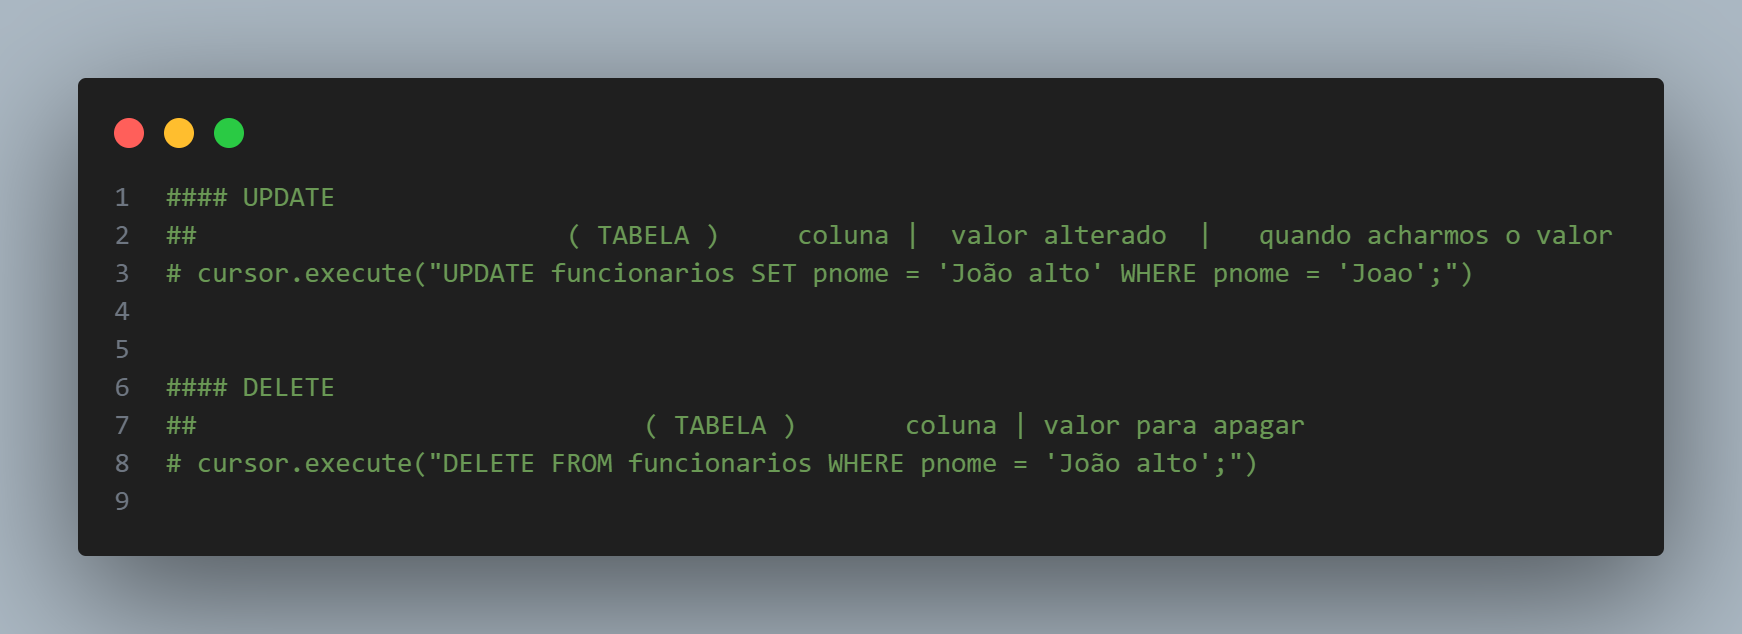 1 #### UPDATE
2 ##                        ( TABELA )     coluna |  valor alterado  |   quando acharmos o valor
3 # cursor.execute("UPDATE funcionarios SET pnome = 'João alto' WHERE pnome = 'Joao';")
4
5
6 #### DELETE
7 ##                             ( TABELA )       coluna | valor para apagar
8 # cursor.execute("DELETE FROM funcionarios WHERE pnome = 'João alto';")
9